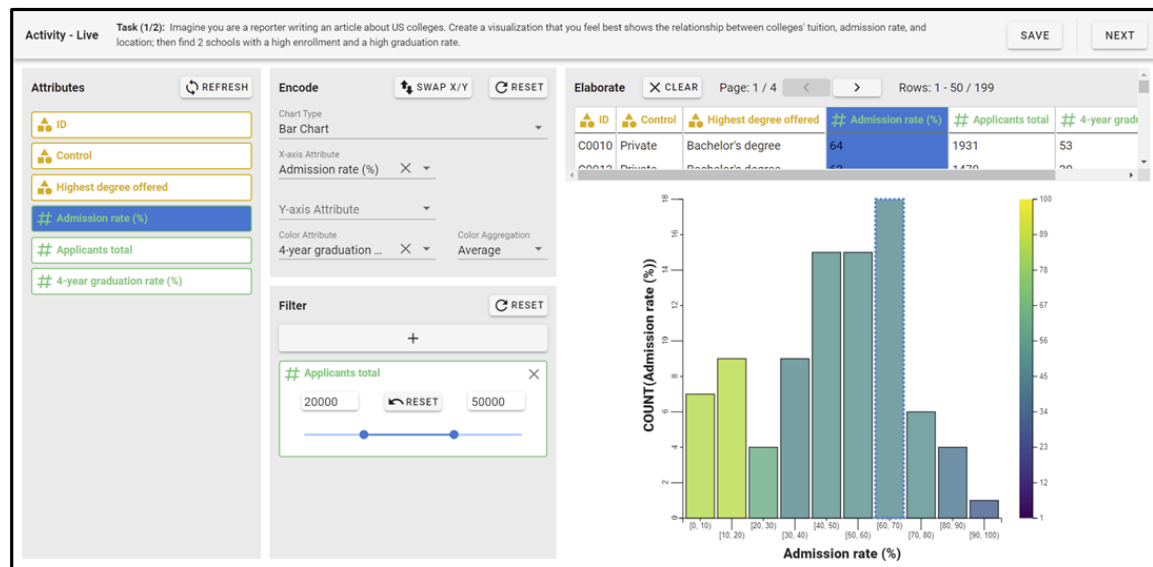 Activity - Live
Task (1/2): Imagine you are a reporter writing an article about US colleges. Create a visualization that you feel best shows the relationship between colleges' tuition, admission rate, and
location; then find 2 schools with a high enrollment and a high graduation rate.
SAVE
NEXT
Attributes
REFRESH
ID
Control
Highest degree offered
Admission rate (%)
Applicants total
4-year graduation rate (%)
Encode
SWAP X/Y
RESET
Chart Type
Bar Chart
X-axis Attribute
Admission rate (%)
Y-axis Attribute
Color Attribute
Color Aggregation
4-year graduation ...
Average
Filter
RESET
+
Applicants total
20000
RESET
50000
Elaborate
CLEAR
Page: 1 / 4
Rows: 1 - 50 / 199
ID
Control
Highest degree offered
Admission rate (%)
Applicants total
4-year gradu
C0010 Private Bachelor's degree 64 1931 53
COUNT(Admission rate (%))
18
16
14
12
10
8
6
4
2
0
[0, 10)
[10, 20)
[20, 30)
[30, 40)
[40, 50)
[50, 60)
[60, 70)
[70, 80)
[80, 90)
[90, 100)
Admission rate (%)
100
89
78
67
56
45
34
23
12
1